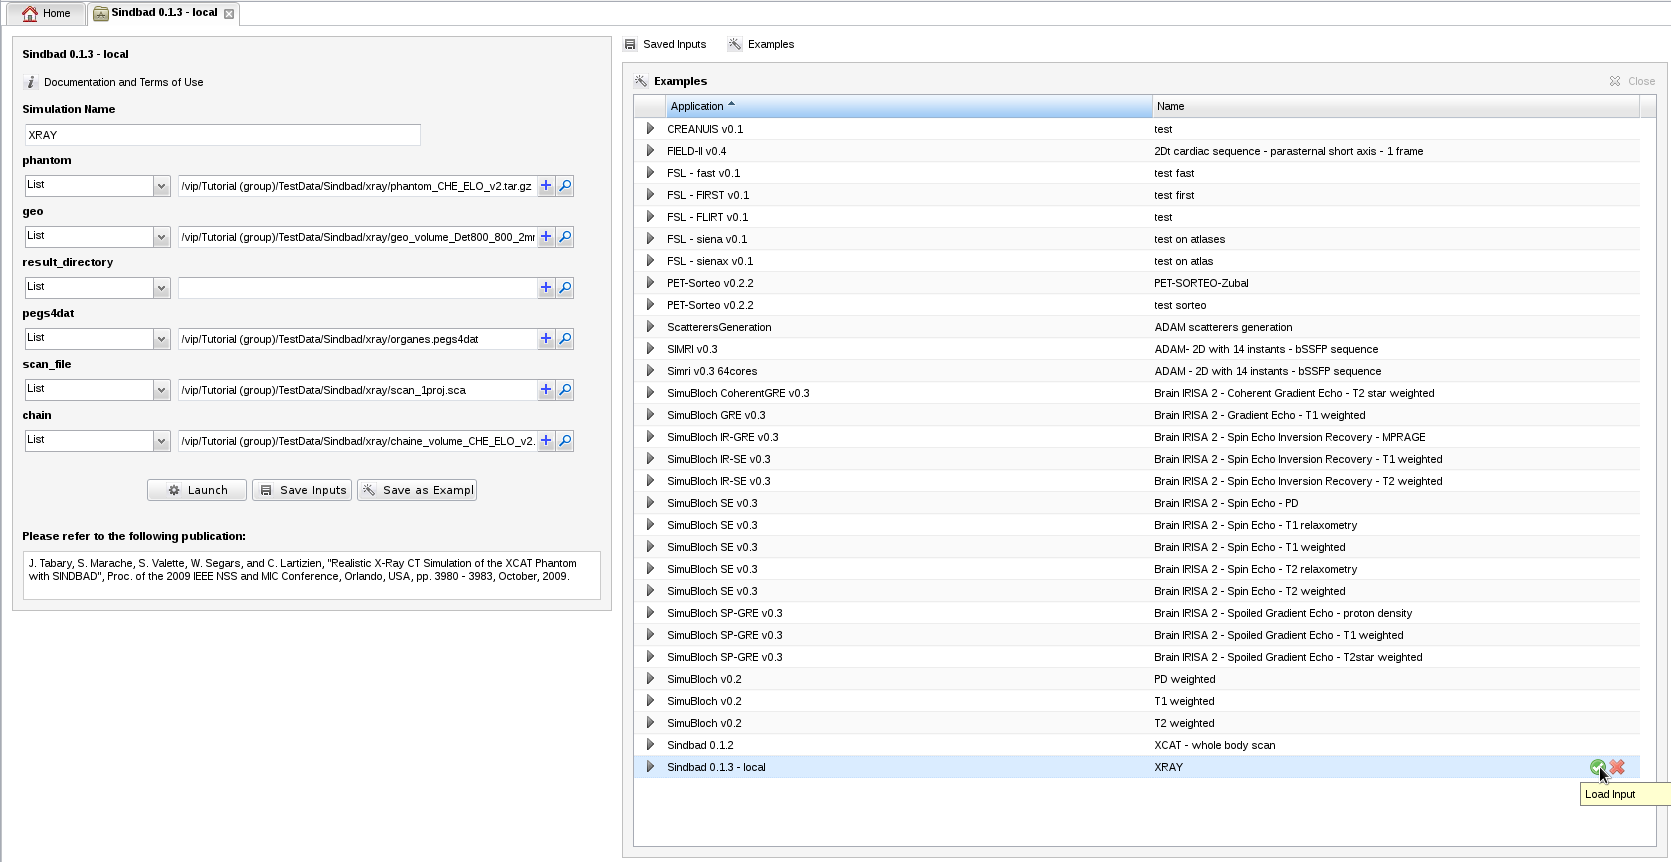 Home
Sindbad 0.1.3 - local
Sindbad 0.1.3 - local
Documentation and Terms of Use
Simulation Name
XRAY
phantom
List /vip/Tutorial (group)/TestData/Sindbad/xray/phantom_CHE_ELO_v2.tar.gz
geo
List /vip/Tutorial (group)/TestData/Sindbad/xray/geo_volume_Det800_800_2mm
result_directory
List
pegs4dat
List /vip/Tutorial (group)/TestData/Sindbad/xray/organes.pegs4dat
scan_file
List /vip/Tutorial (group)/TestData/Sindbad/xray/scan_1proj.sca
chain
List /vip/Tutorial (group)/TestData/Sindbad/xray/chaine_volume_CHE_ELO_v2.
Launch Save Inputs Save as Exampl
Please refer to the following publication:
J. Tabary, S. Marache, S. Valette, W. Segars, and C. Lartizien, "Realistic X-Ray CT Simulation of the XCAT Phantom
with SINDBAD", Proc. of the 2009 IEEE NSS and MIC Conference, Orlando, USA, pp. 3980 - 3983, October, 2009.
Saved Inputs Examples
Examples Close
Application Name
CREANUIS v0.1 test
FIELD-II v0.4 2Dt cardiac sequence - parasternal short axis - 1 frame
FSL - fast v0.1 test fast
FSL - FIRST v0.1 test first
FSL - FLIRT v0.1 test
FSL - siena v0.1 test on atlases
FSL - sienax v0.1 test on atlas
PET-Sorteo v0.2.2 PET-SORTEO-Zubal
PET-Sorteo v0.2.2 test sorteo
ScatterersGeneration ADAM scatterers generation
SIMRI v0.3 ADAM- 2D with 14 instants - bSSFP sequence
Simri v0.3 64cores ADAM - 2D with 14 instants - bSSFP sequence
SimuBloch CoherentGRE v0.3 Brain IRISA 2 - Coherent Gradient Echo - T2 star weighted
SimuBloch GRE v0.3 Brain IRISA 2 - Gradient Echo - T1 weighted
SimuBloch IR-GRE v0.3 Brain IRISA 2 - Spin Echo Inversion Recovery - MPRAGE
SimuBloch IR-SE v0.3 Brain IRISA 2 - Spin Echo Inversion Recovery - T1 weighted
SimuBloch IR-SE v0.3 Brain IRISA 2 - Spin Echo Inversion Recovery - T2 weighted
SimuBloch SE v0.3 Brain IRISA 2 - Spin Echo - PD
SimuBloch SE v0.3 Brain IRISA 2 - Spin Echo - T1 relaxometry
SimuBloch SE v0.3 Brain IRISA 2 - Spin Echo - T1 weighted
SimuBloch SE v0.3 Brain IRISA 2 - Spin Echo - T2 relaxometry
SimuBloch SE v0.3 Brain IRISA 2 - Spin Echo - T2 weighted
SimuBloch SP-GRE v0.3 Brain IRISA 2 - Spoiled Gradient Echo - proton density
SimuBloch SP-GRE v0.3 Brain IRISA 2 - Spoiled Gradient Echo - T1 weighted
SimuBloch SP-GRE v0.3 Brain IRISA 2 - Spoiled Gradient Echo - T2star weighted
SimuBloch v0.2 PD weighted
SimuBloch v0.2 T1 weighted
SimuBloch v0.2 T2 weighted
Sindbad 0.1.2 XCAT - whole body scan
Sindbad 0.1.3 - local XRAY
Load Input